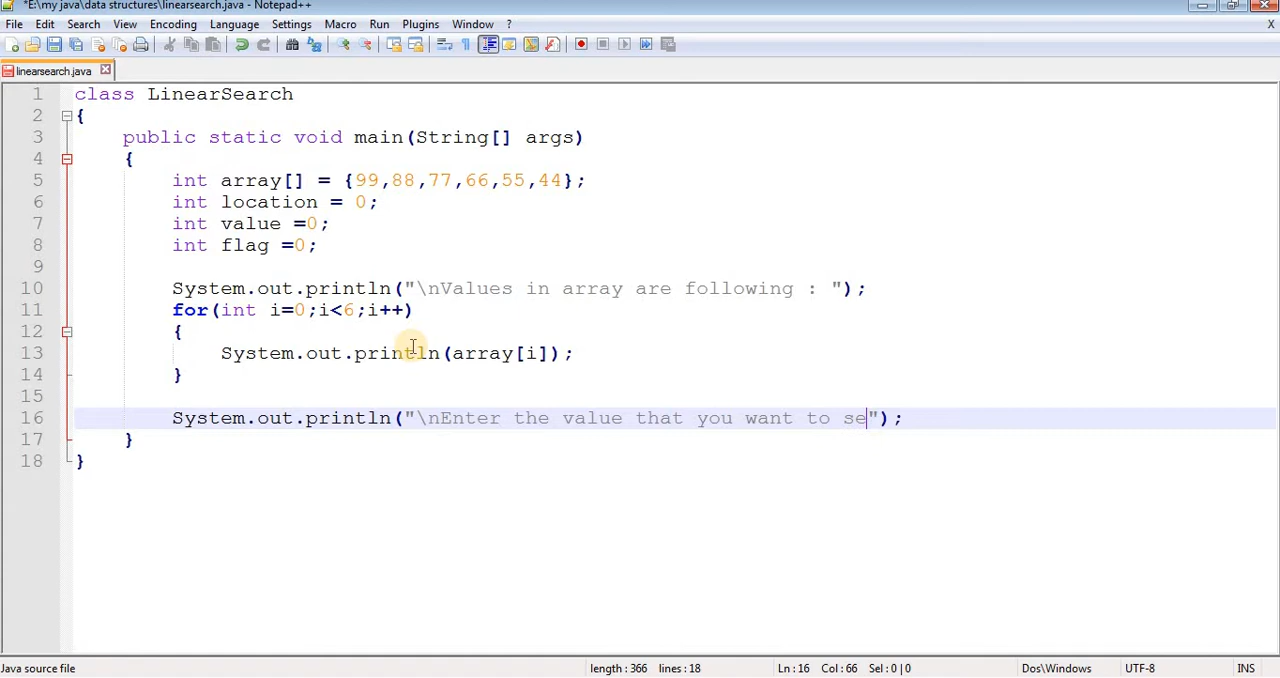 *E:\my java\data structures\linearsearch.java - Notepad++
File Edit Search View Encoding Language Settings Macro Run Plugins Window ? X
linearsearch.java
1 class LinearSearch
2 {
3 public static void main(String[] args)
4 {
5 int array[] = {99,88,77,66,55,44};
6 int location = 0;
7 int value =0;
8 int flag =0;
9
10 System.out.println("\nValues in array are following : ");
11 for(int i=0;i<6;i++)
12 {
13 System.out.println(array[i]);
14 }
15
16 System.out.println("\nEnter the value that you want to se");
17 }
18 }
Java source file length : 366 lines : 18 Ln : 16 Col : 66 Sel : 0 | 0 Dos\Windows UTF-8 INS